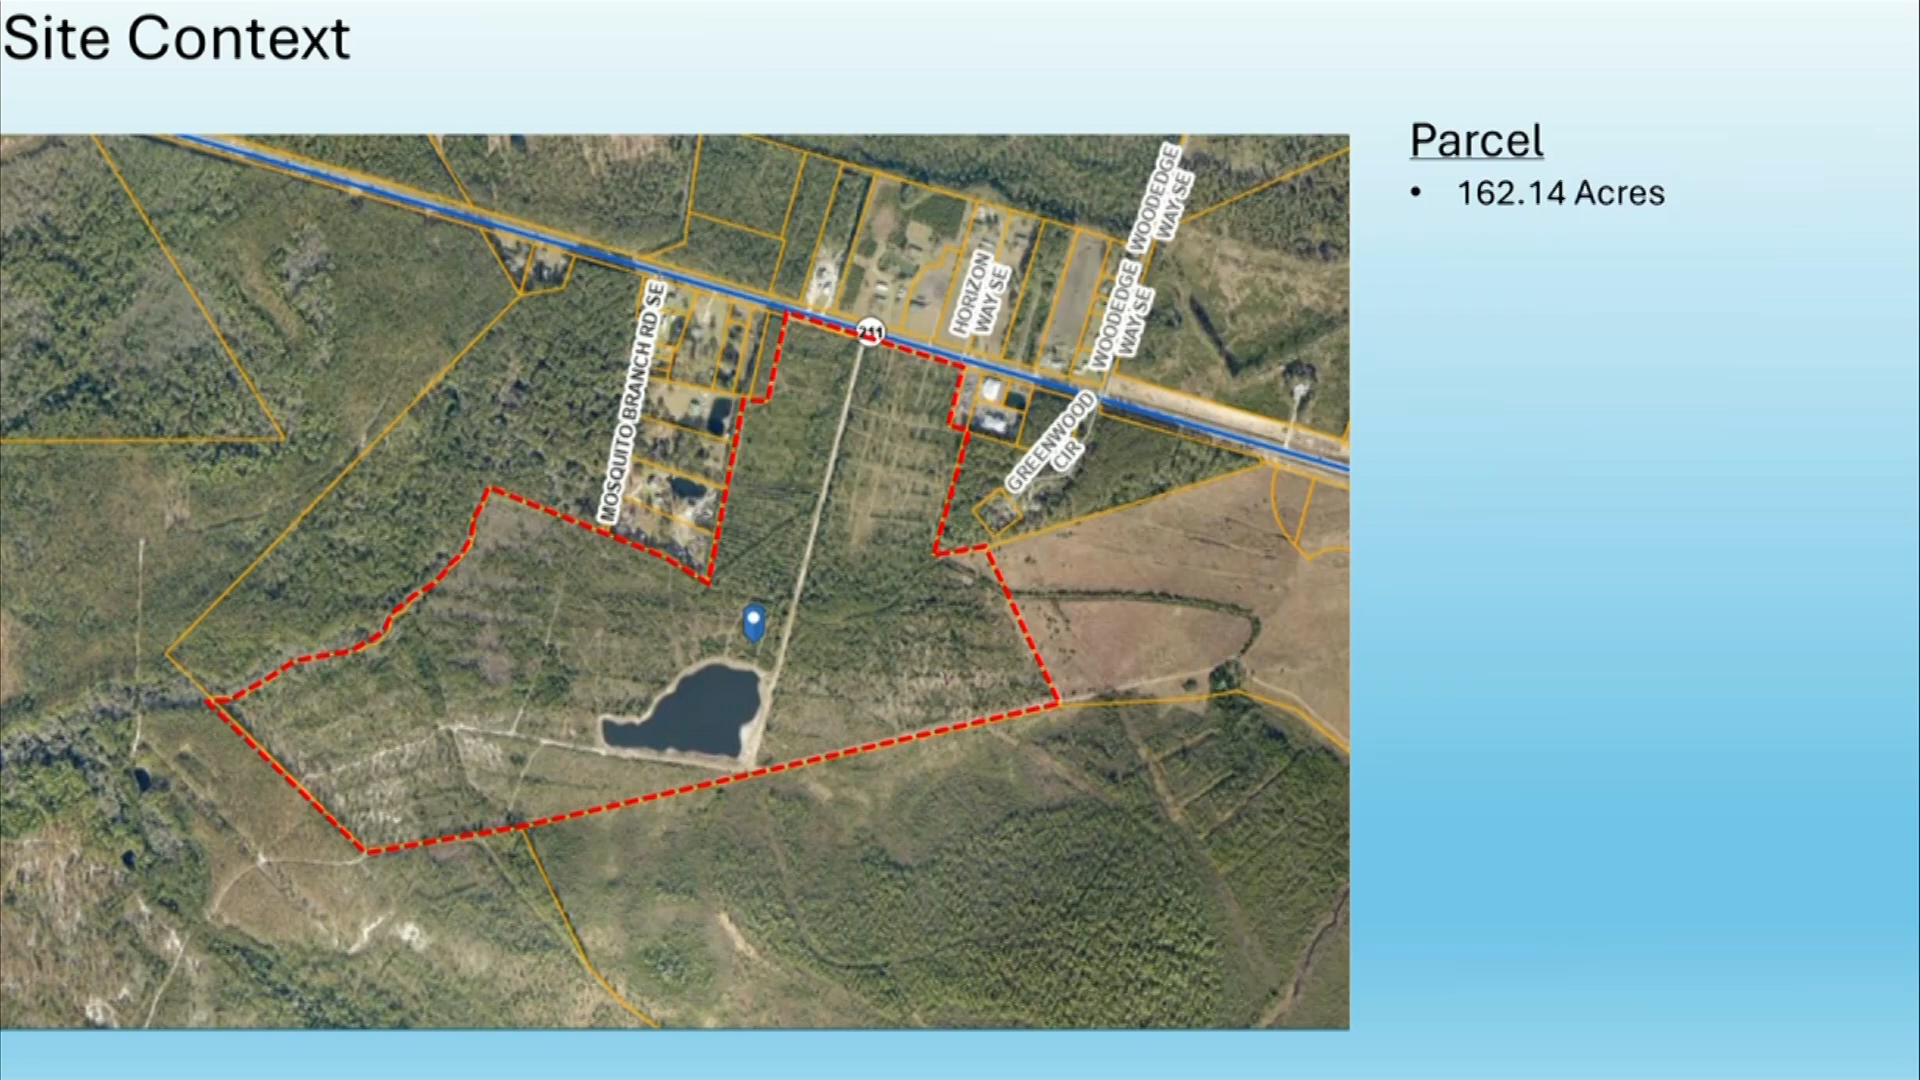 Site Context
Parcel
• 162.14 Acres
WOODEDGE
WAY SE
HORIZON
WAY SE
WOODEDGE
WAY SE
MOSQUITO BRANCH RD SE
211
GREENWOOD
CIR